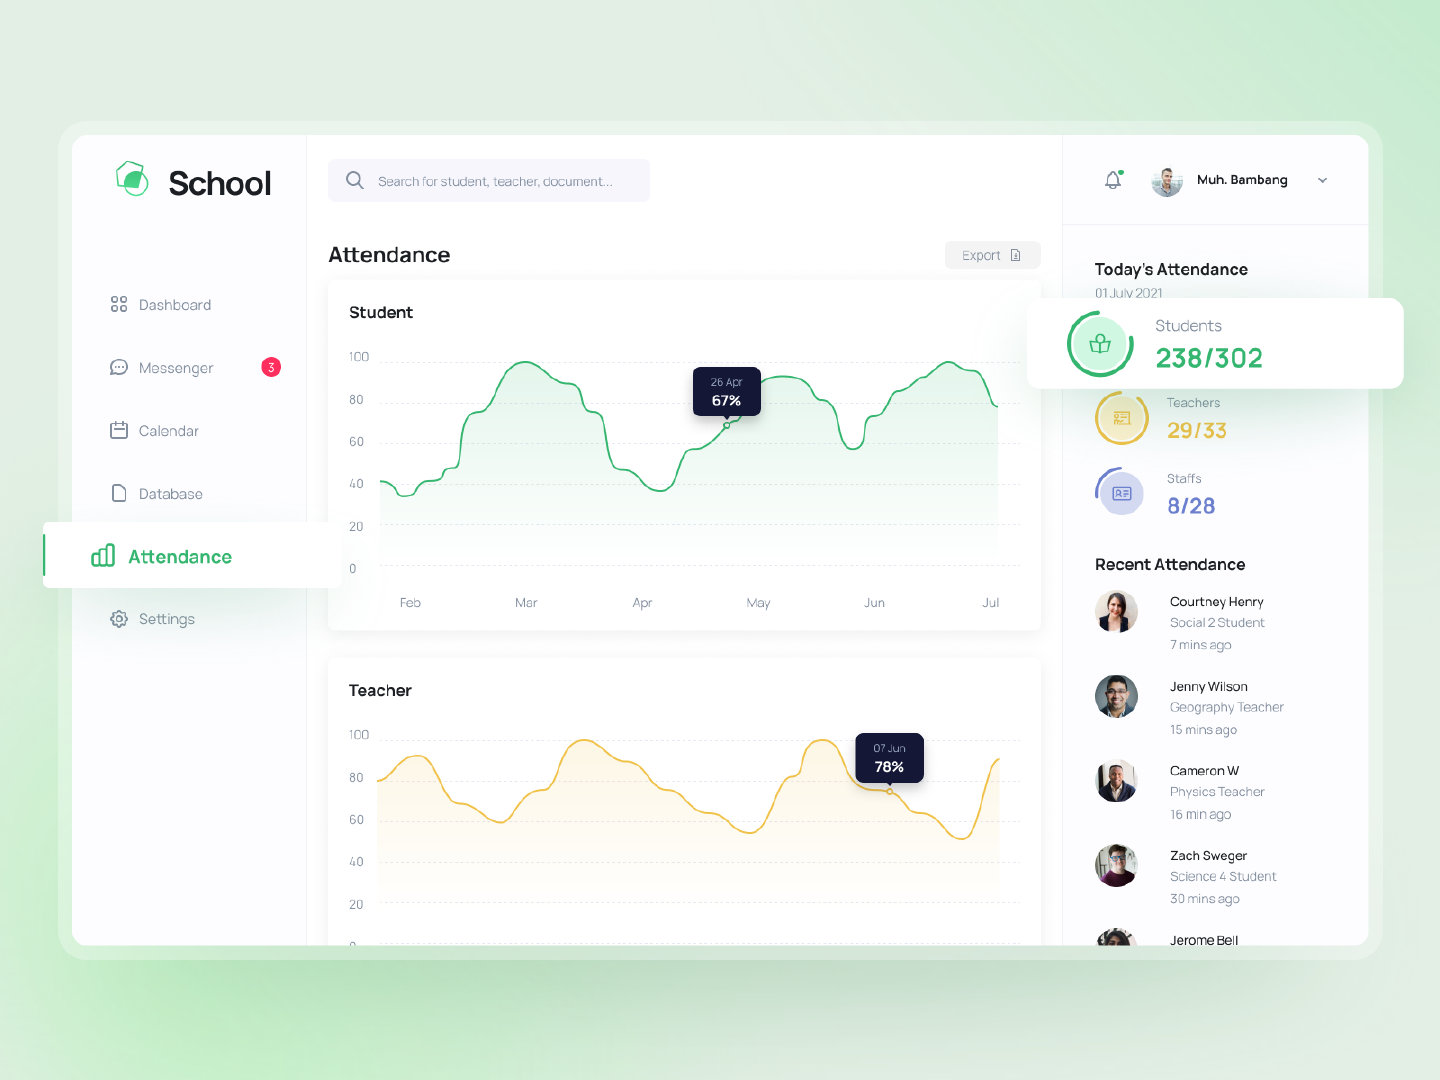 School
Search for student, teacher, document...
Muh. Bambang
Dashboard
Messenger
3
Calendar
Database
Attendance
Settings
Attendance
Export
Student
100
80
60
40
20
0
26 Apr
67%
Feb
Mar
Apr
May
Jun
Jul
Teacher
100
80
60
40
20
07 Jun
78%
Today's Attendance
01 July 2021
Students
238/302
Teachers
29/33
Staffs
8/28
Recent Attendance
Courtney Henry
Social 2 Student
7 mins ago
Jenny Wilson
Geography Teacher
15 mins ago
Cameron W
Physics Teacher
16 min ago
Zach Sweger
Science 4 Student
30 mins ago
Jerome Bell